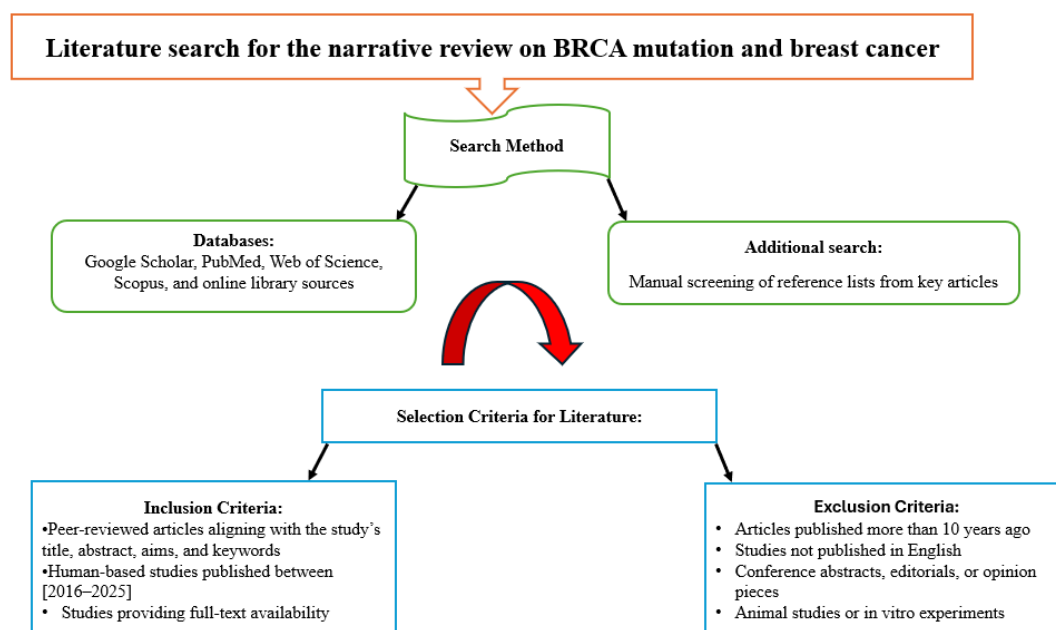 Literature search for the narrative review on BRCA mutation and breast cancer
Search Method
Databases:
Google Scholar, PubMed, Web of Science,
Scopus, and online library sources
Additional search:
Manual screening of reference lists from key articles
Selection Criteria for Literature:
Inclusion Criteria:
•Peer-reviewed articles aligning with the study's
title, abstract, aims, and keywords
•Human-based studies published between
[2016–2025]
• Studies providing full-text availability
Exclusion Criteria:
• Articles published more than 10 years ago
• Studies not published in English
• Conference abstracts, editorials, or opinion
pieces
• Animal studies or in vitro experiments